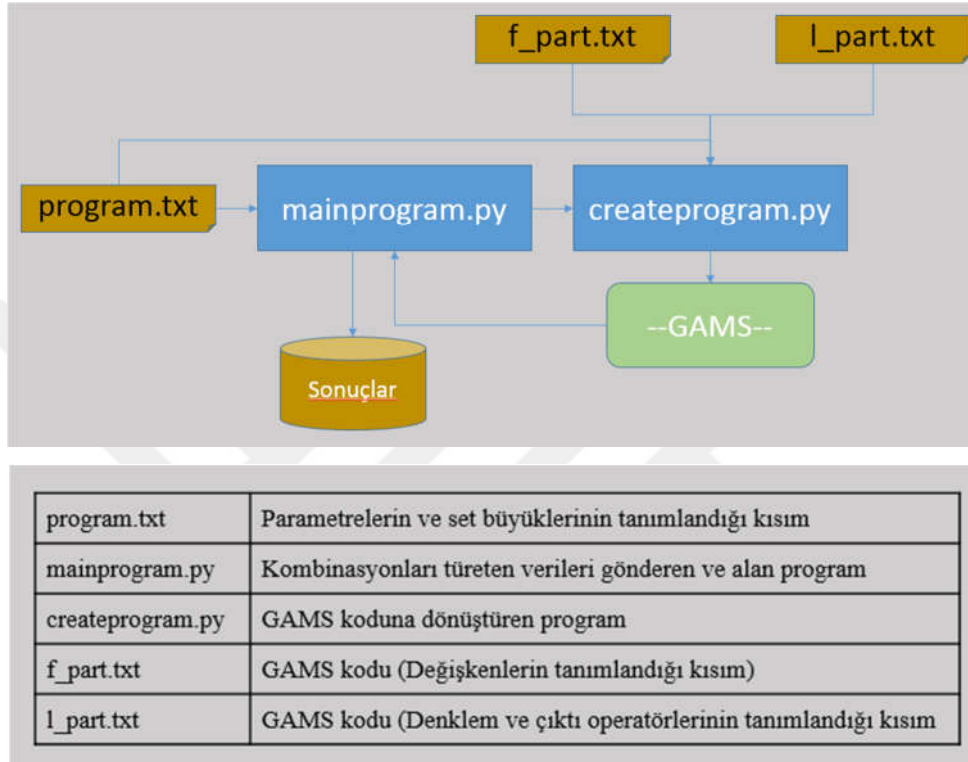 f_part.txt
l_part.txt
program.txt
mainprogram.py
createprogram.py
--GAMS--
Sonuçlar
program.txt
Parametrelerin ve set büyüklerinin tanımlandığı kısım
mainprogram.py
Kombinasyonları türeten verileri gönderen ve alan program
createprogram.py
GAMS koduna dönüştüren program
f_part.txt
GAMS kodu (Değişkenlerin tanımlandığı kısım)
l_part.txt
GAMS kodu (Denklem ve çıktı operatörlerinin tanımlandığı kısım